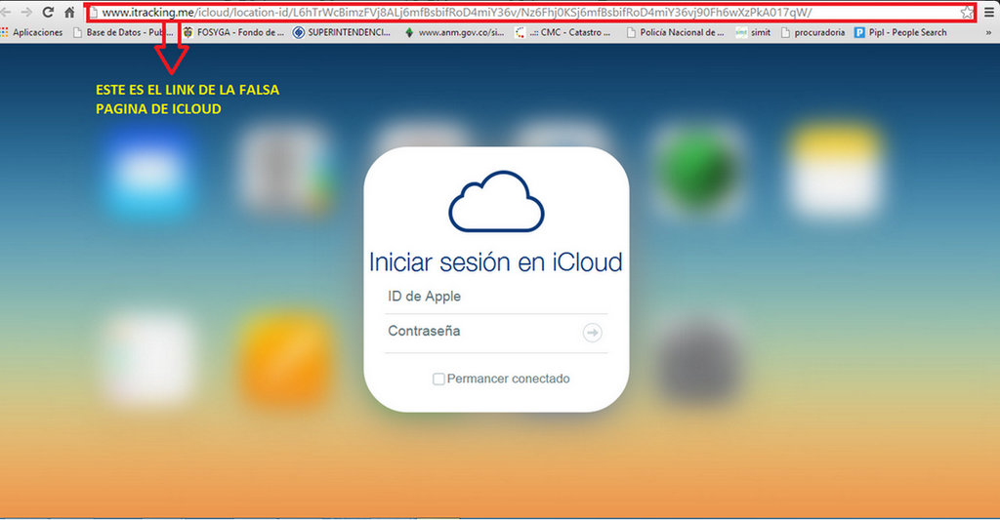 www.itracking.me/icloud/location-id/L6hTrWcBimzFVj8ALj6mfBsbifRoD4miY36v/Nz6Fhj0KSj6mfBsbifRoD4miY36vj90Fh6wXzPkA017qW/
Aplicaciones Base de Datos - Pub... FOSYGA - Fondo de ... SUPERINTENDENCI... www.anm.gov.co/si... ..:: CMC - Catastro ... Policía Nacional de ... simit procuradoria Pipl - People Search »
ESTE ES EL LINK DE LA FALSA
PAGINA DE ICLOUD
Iniciar sesión en iCloud
ID de Apple
Contraseña
Permancer conectado